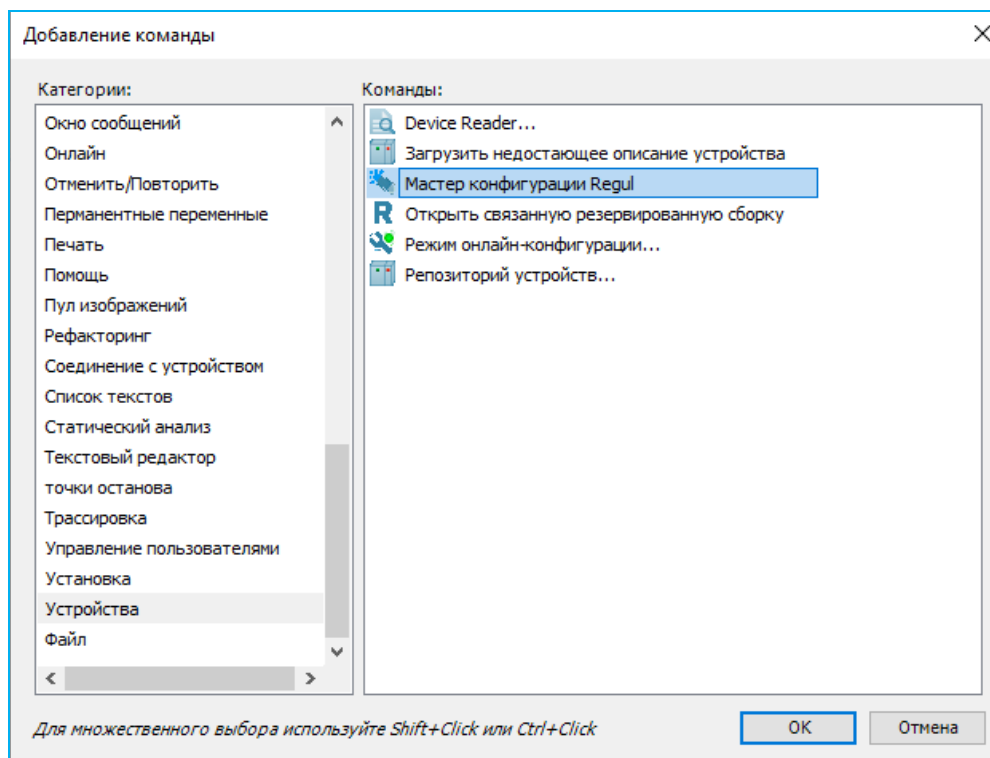 Добавление команды
Категории:
Окно сообщений
Онлайн
Отменить/Повторить
Перманентные переменные
Печать
Помощь
Пул изображений
Рефакторинг
Соединение с устройством
Список текстов
Статический анализ
Текстовый редактор
точки останова
Трассировка
Управление пользователями
Установка
Устройства
Файл
Команды:
Device Reader...
Загрузить недостающее описание устройства
Мастер конфигурации Regul
Открыть связанную резервированную сборку
Режим онлайн-конфигурации...
Репозиторий устройств...
Для множественного выбора используйте Shift+Click или Ctrl+Click
OK
Отмена